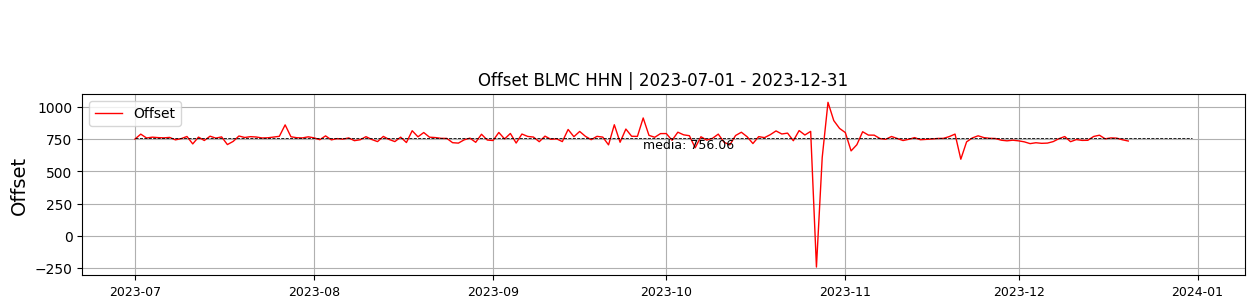 Offset BLMC HHN | 2023-07-01 - 2023-12-31
Offset
Offset
1000
750
500
250
0
−250
media: 756.06
2023-07 2023-08 2023-09 2023-10 2023-11 2023-12 2024-01